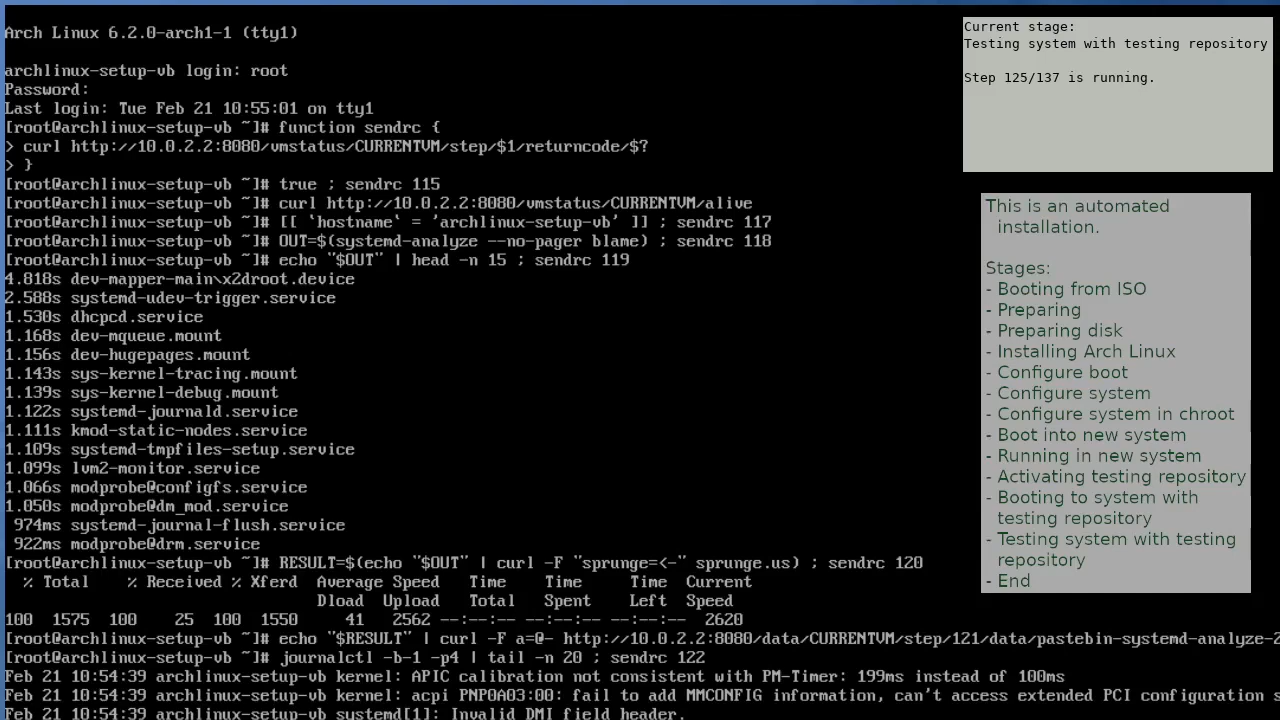 Arch Linux 6.2.0-arch1-1 (tty1)
archlinux-setup-vb login: root
Password:
Last login: Tue Feb 21 10:55:01 on tty1
[root@archlinux-setup-vb ~]# function sendrc {
> curl http://10.0.2.2:8080/vmstatus/CURRENTVM/step/$1/returncode/$?
> }
[root@archlinux-setup-vb ~]# true ; sendrc 115
[root@archlinux-setup-vb ~]# curl http://10.0.2.2:8080/vmstatus/CURRENTVM/alive
[root@archlinux-setup-vb ~]# [[ `hostname` = 'archlinux-setup-vb' ]] ; sendrc 117
[root@archlinux-setup-vb ~]# OUT=$(systemd-analyze --no-pager blame) ; sendrc 118
[root@archlinux-setup-vb ~]# echo "$OUT" | head -n 15 ; sendrc 119
4.818s dev-mapper-main\x2droot.device
2.588s systemd-udev-trigger.service
1.530s dhcpcd.service
1.168s dev-mqueue.mount
1.156s dev-hugepages.mount
1.143s sys-kernel-tracing.mount
1.139s sys-kernel-debug.mount
1.122s systemd-journald.service
1.111s kmod-static-nodes.service
1.109s systemd-tmpfiles-setup.service
1.099s lvm2-monitor.service
1.066s modprobe@configfs.service
1.050s modprobe@dm_mod.service
974ms systemd-journal-flush.service
922ms modprobe@drm.service
[root@archlinux-setup-vb ~]# RESULT=$(echo "$OUT" | curl -F "sprunge=<-" sprunge.us) ; sendrc 120
% Total    % Received % Xferd  Average Speed   Time    Time     Time  Current
Dload  Upload   Total   Spent    Left  Speed
100  1575  100    25  100  1550     41   2562 --:--:-- --:--:-- --:--:--  2620
[root@archlinux-setup-vb ~]# echo "$RESULT" | curl -F a=@- http://10.0.2.2:8080/data/CURRENTVM/step/121/data/pastebin-systemd-analyze-2
[root@archlinux-setup-vb ~]# journalctl -b-1 -p4 | tail -n 20 ; sendrc 122
Feb 21 10:54:39 archlinux-setup-vb kernel: APIC calibration not consistent with PM-Timer: 199ms instead of 100ms
Feb 21 10:54:39 archlinux-setup-vb kernel: acpi PNP0A03:00: fail to add MMCONFIG information, can't access extended PCI configuration s
Feb 21 10:54:39 archlinux-setup-vb systemd[1]: Invalid DMI field header.
Current stage:
Testing system with testing repository
Step 125/137 is running.
This is an automated
installation.
Stages:
- Booting from ISO
- Preparing
- Preparing disk
- Installing Arch Linux
- Configure boot
- Configure system
- Configure system in chroot
- Boot into new system
- Running in new system
- Activating testing repository
- Booting to system with
testing repository
- Testing system with testing
repository
- End